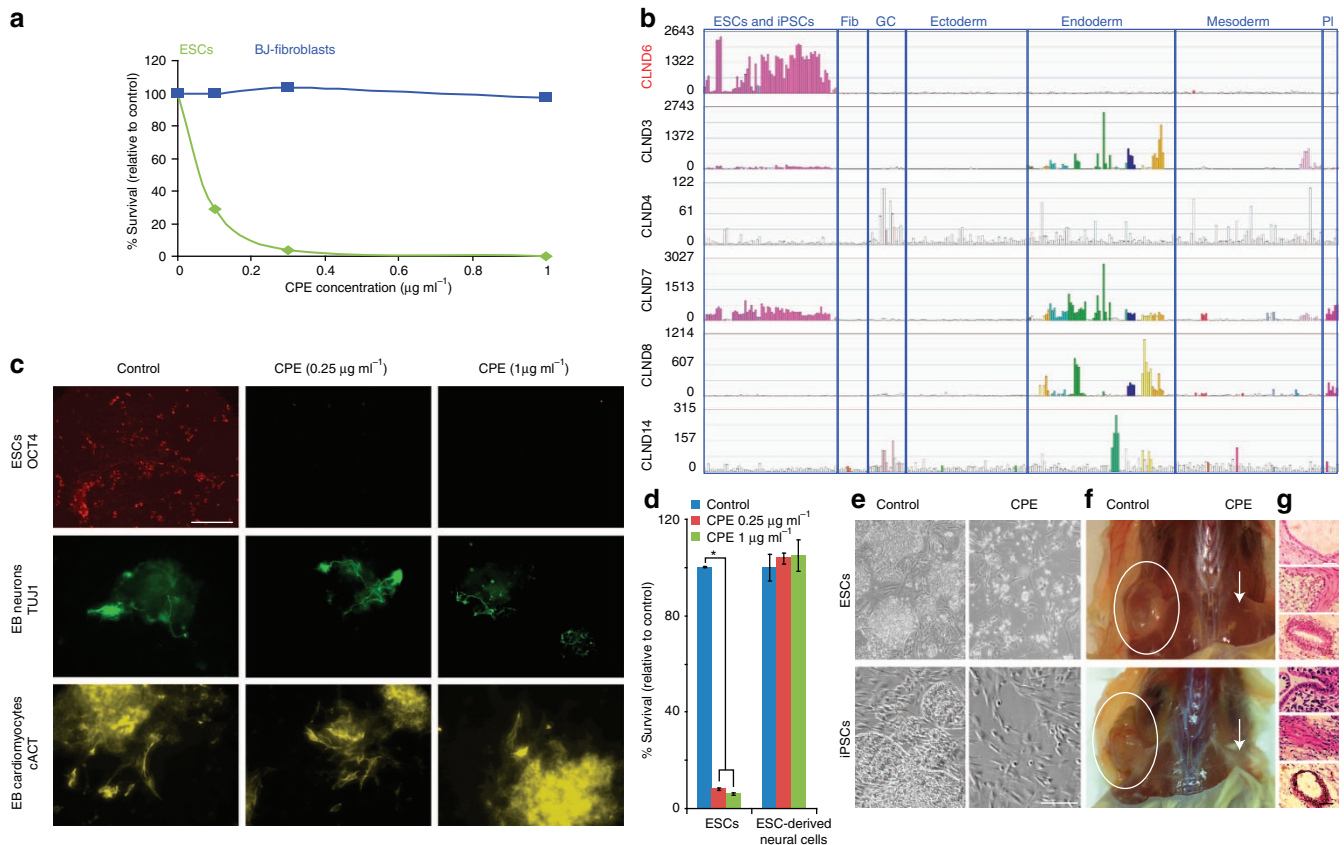 a
ESCs BJ-fibroblasts
% Survival (relative to control)
120
100
80
60
40
20
0
0 0.2 0.4 0.6 0.8 1
CPE concentration (µg ml−1)
b
ESCs and iPSCs Fib GC Ectoderm Endoderm Mesoderm Pl
CLND6
2643
1322
0
CLND3
2743
1372
0
CLND4
122
61
0
CLND7
3027
1513
0
CLND8
1214
607
0
CLND14
315
157
0
c
Control CPE (0.25 µg ml−1) CPE (1µg ml−1)
ESCs
OCT4
EB neurons
TUJ1
EB cardiomyocytes
cACT
d
Control
CPE 0.25 µg ml−1
CPE 1 µg ml−1
% Survival (relative to control)
120
80
40
0
*
ESCs ESC-derived
neural cells
e
Control CPE
ESCs
iPSCs
f
Control CPE
g